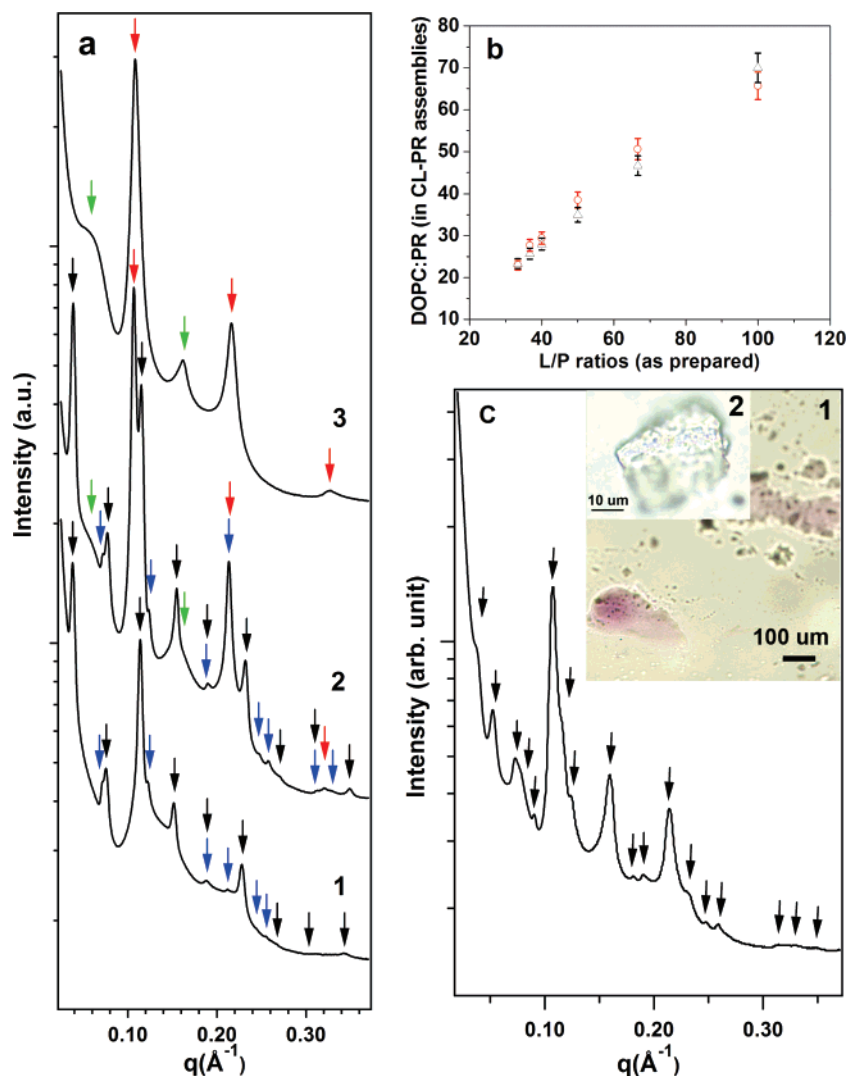 a
3
2
1
Intensity (a.u.)
0.10 0.20 0.30
q(Å⁻¹)
b
80
70
60
50
40
30
20
10
20 40 60 80 100 120
DOPC:PR (in CL-PR assemblies)
L/P ratios (as prepared)
c
2
1
10 um
100 um
Intensity (arb. unit)
0.10 0.20 0.30
q(Å⁻¹)